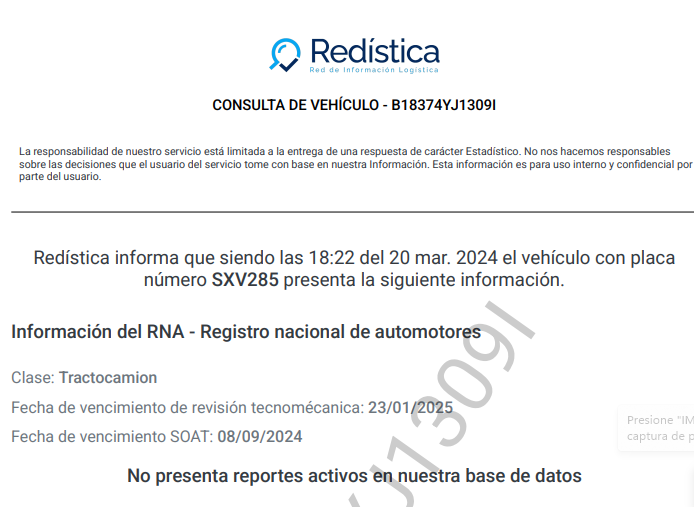 Redística
Red de Información Logística
CONSULTA DE VEHÍCULO - B18374YJ1309I
La responsabilidad de nuestro servicio está limitada a la entrega de una respuesta de carácter Estadístico. No nos hacemos responsables
sobre las decisiones que el usuario del servicio tome con base en nuestra Información. Esta información es para uso interno y confidencial por
parte del usuario.
Redística informa que siendo las 18:22 del 20 mar. 2024 el vehículo con placa
número SXV285 presenta la siguiente información.
Información del RNA - Registro nacional de automotores
Clase: Tractocamion
Fecha de vencimiento de revisión tecnomécanica: 23/01/2025
Fecha de vencimiento SOAT: 08/09/2024
No presenta reportes activos en nuestra base de datos
YJ1309I
Presione "IM
captura de p